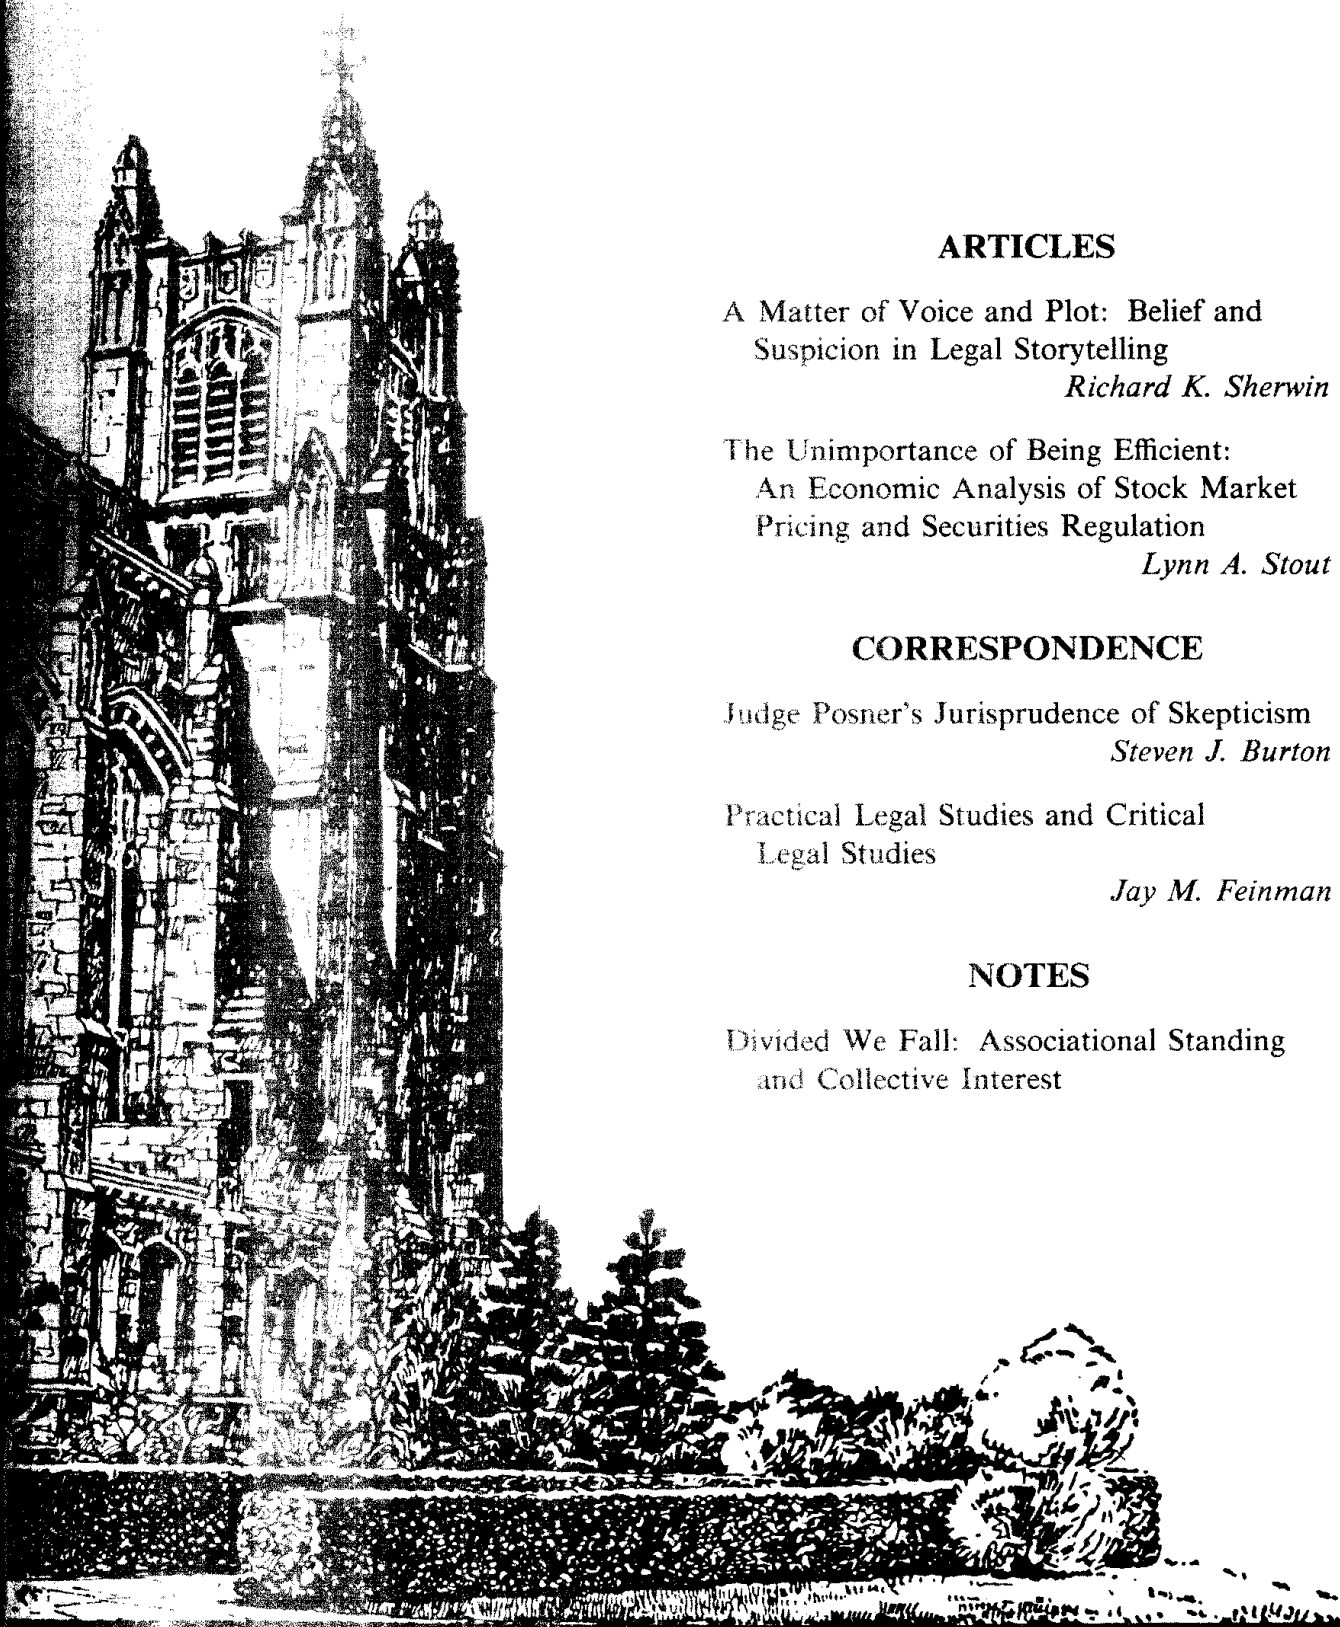 ARTICLES
A Matter of Voice and Plot: Belief and
Suspicion in Legal Storytelling
Richard K. Sherwin
The Unimportance of Being Efficient:
An Economic Analysis of Stock Market
Pricing and Securities Regulation
Lynn A. Stout
CORRESPONDENCE
Judge Posner's Jurisprudence of Skepticism
Steven J. Burton
Practical Legal Studies and Critical
Legal Studies
Jay M. Feinman
NOTES
Divided We Fall: Associational Standing
and Collective Interest